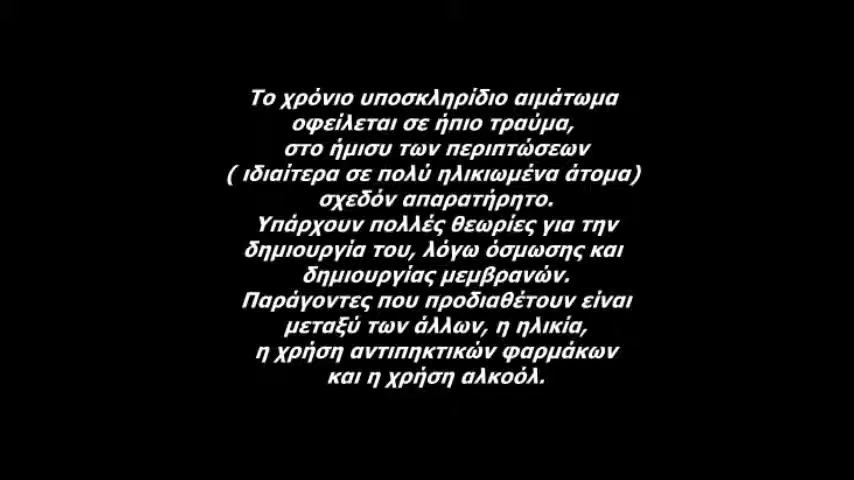 Το χρόνιο υποσκληρίδιο αιμάτωμα
οφείλεται σε ήπιο τραύμα,
στο ήμισυ των περιπτώσεων
( ιδιαίτερα σε πολύ ηλικιωμένα άτομα)
σχεδόν απαρατήρητο.
Υπάρχουν πολλές θεωρίες για την
δημιουργία του, λόγω όσμωσης και
δημιουργίας μεμβρανών.
Παράγοντες που προδιαθέτουν είναι
μεταξύ των άλλων, η ηλικία,
η χρήση αντιπηκτικών φαρμάκων
και η χρήση αλκοόλ.